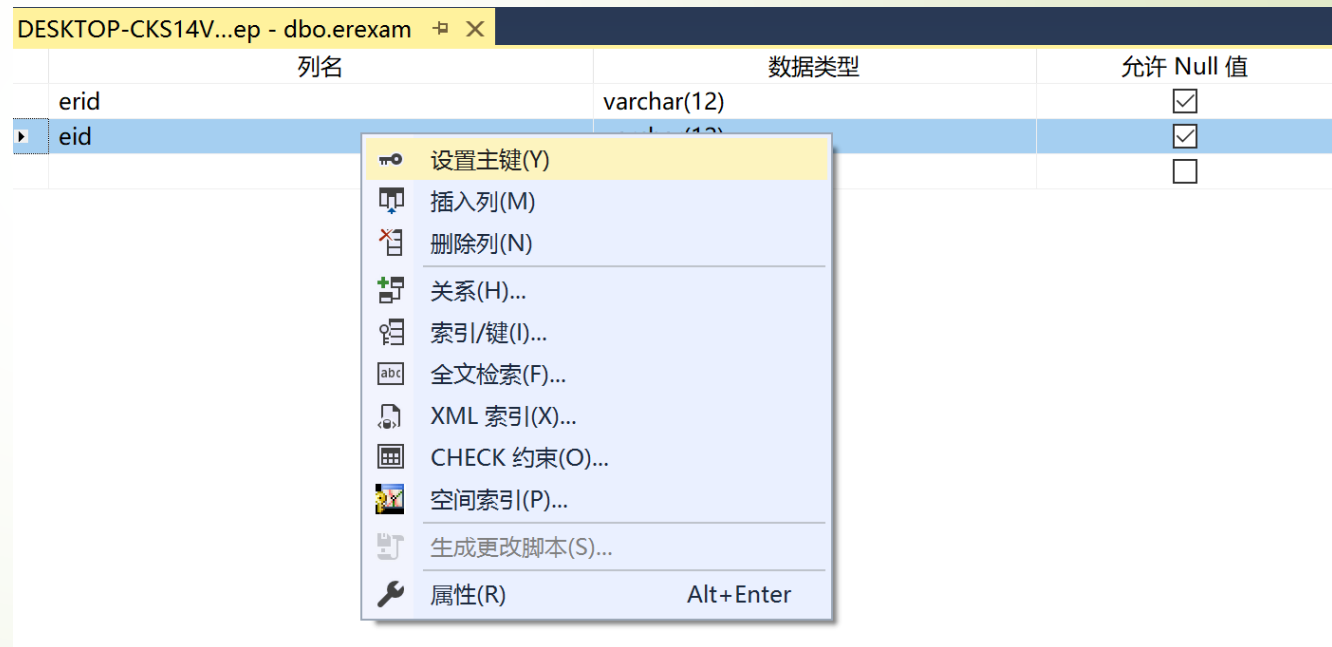 DESKTOP-CKS14V...ep - dbo.erexam
列名 数据类型 允许 Null 值
erid varchar(12)
eid
设置主键(Y)
插入列(M)
删除列(N)
关系(H)...
索引/键(I)...
abc 全文检索(F)...
XML 索引(X)...
CHECK 约束(O)...
空间索引(P)...
生成更改脚本(S)...
属性(R) Alt+Enter